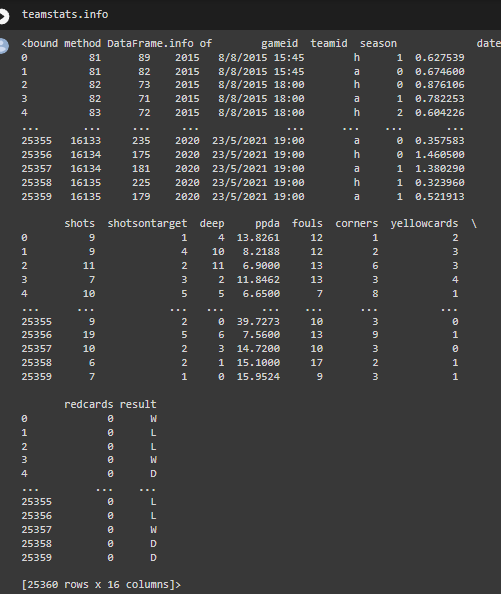 teamstats.info
<bound method DataFrame.info of        gameid  teamid  season             date
0          81      89    2015   8/8/2015 15:45        h      1  0.627539
1          81      82    2015   8/8/2015 15:45        a      0  0.674600
2          82      73    2015   8/8/2015 18:00        h      0  0.876106
3          82      71    2015   8/8/2015 18:00        a      1  0.782253
4          83      72    2015   8/8/2015 18:00        h      2  0.604226
...       ...     ...     ...              ...      ...    ...       ...
25355   16133     235    2020  23/5/2021 19:00        a      0  0.357583
25356   16134     175    2020  23/5/2021 19:00        h      0  1.460500
25357   16134     181    2020  23/5/2021 19:00        a      1  1.380290
25358   16135     225    2020  23/5/2021 19:00        h      1  0.323960
25359   16135     179    2020  23/5/2021 19:00        a      1  0.521913
       shots  shotsontarget  deep     ppda  fouls  corners  yellowcards  \
0          9              1     4  13.8261     12        1            2
1          9              4    10   8.2188     12        2            3
2         11              2    11   6.9000     13        6            3
3          7              3     2  11.8462     13        3            4
4         10              5     5   6.6500      7        8            1
...      ...            ...   ...      ...    ...      ...          ...
25355      9              2     0  39.7273     10        3            0
25356     19              5     6   7.5600     13        9            1
25357     10              2     3  14.7200     10        3            0
25358      6              2     1  15.1000     17        2            1
25359      7              1     0  15.9524      9        3            1
       redcards result
0             0      W
1             0      L
2             0      L
3             0      W
4             0      D
...         ...    ...
25355         0      L
25356         0      L
25357         0      W
25358         0      D
25359         0      D
[25360 rows x 16 columns]>